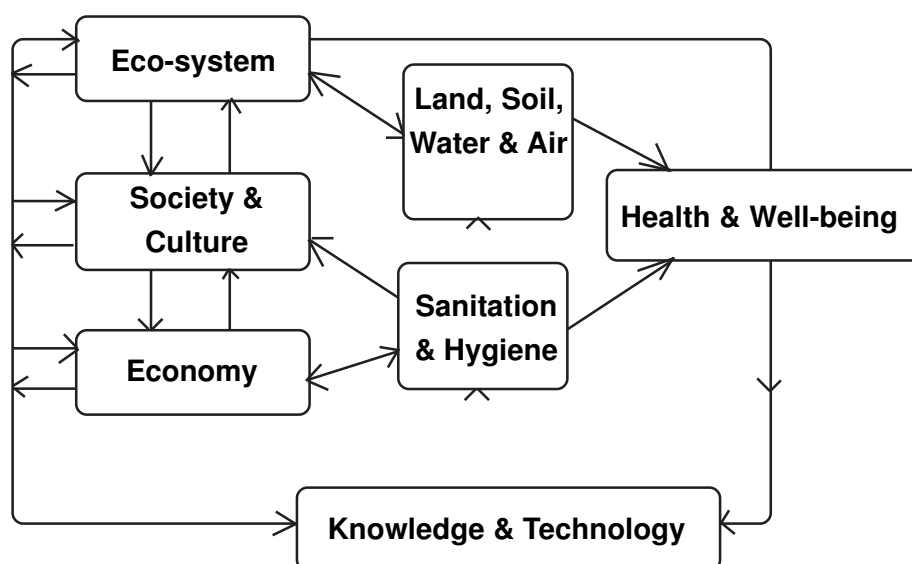 Eco-system
Land, Soil,
Water & Air
Society &
Culture
Health & Well-being
Sanitation
& Hygiene
Economy
Knowledge & Technology